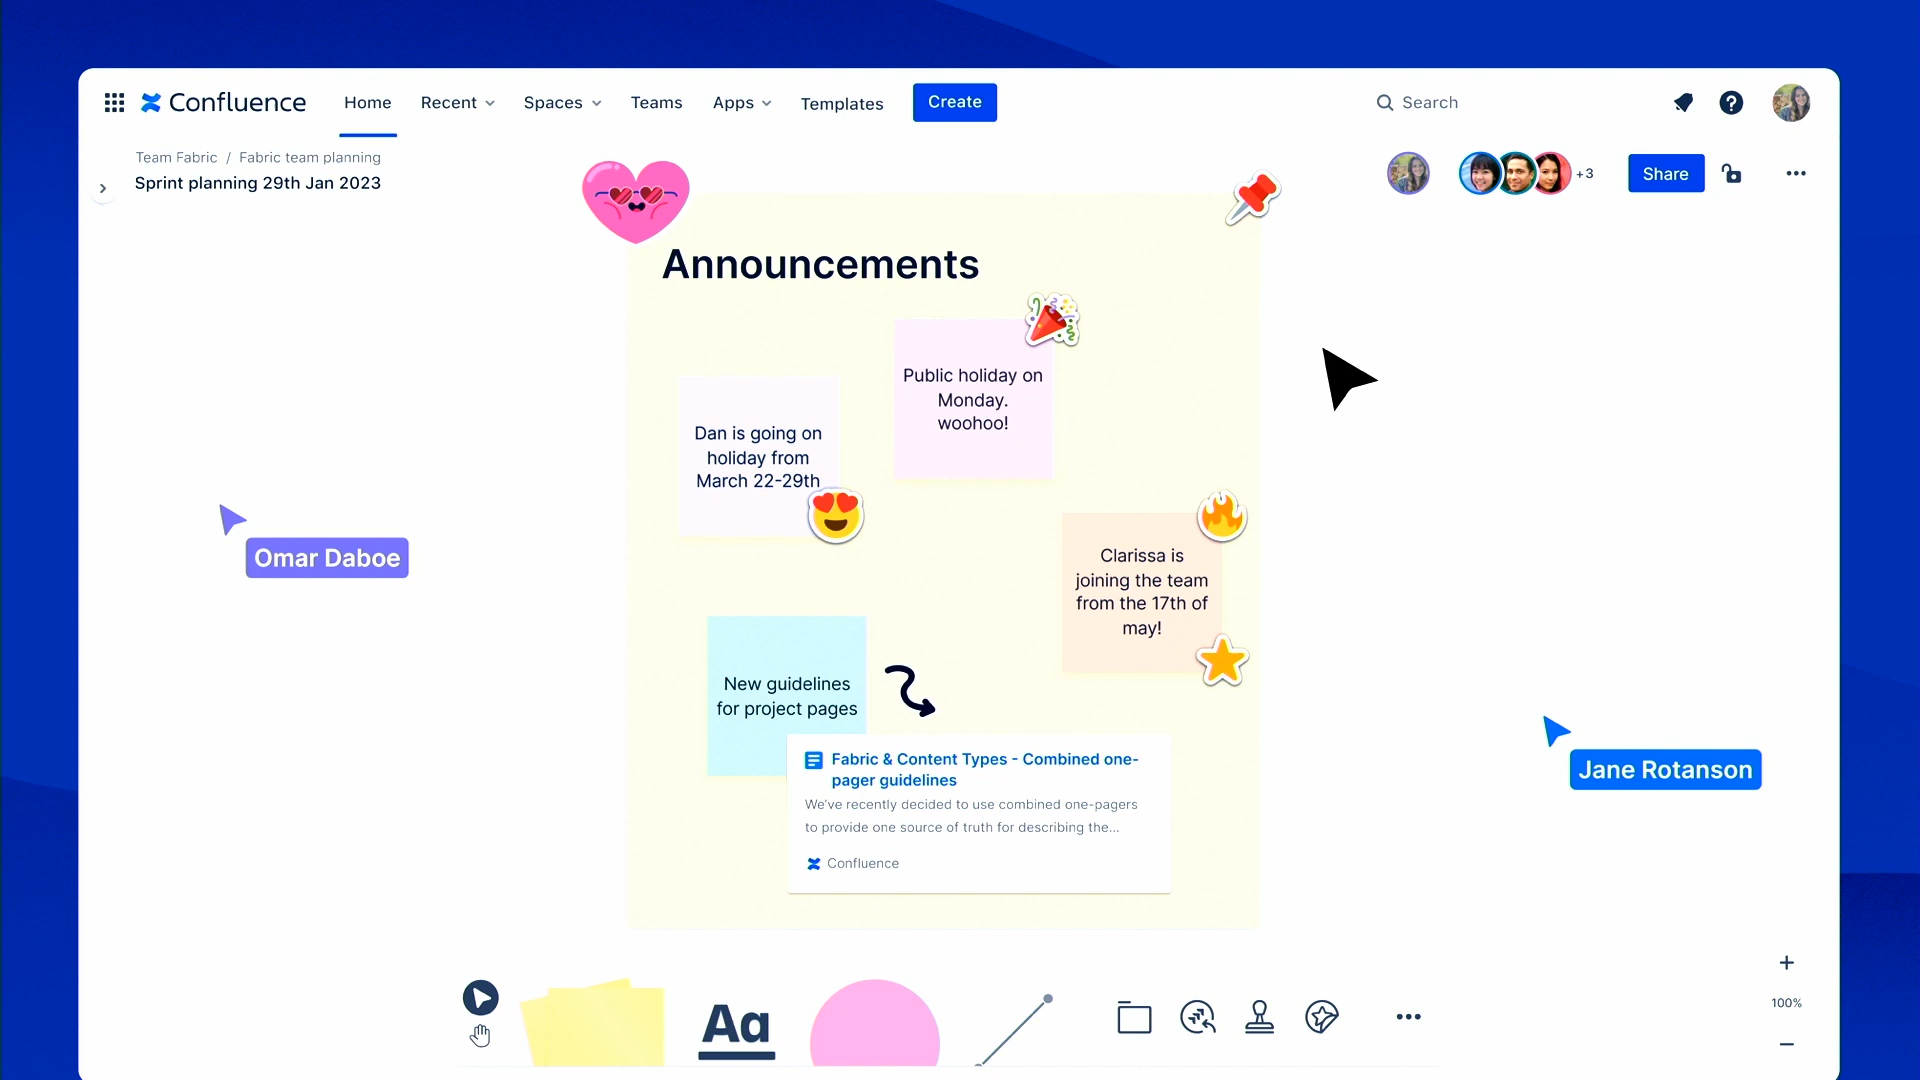 Confluence Home Recent Spaces Teams Apps Templates Create Search
Team Fabric / Fabric team planning
Sprint planning 29th Jan 2023
+3 Share
Announcements
Public holiday on
Monday.
woohoo!
Dan is going on
holiday from
March 22-29th
Omar Daboe
Clarissa is
joining the team
from the 17th of
may!
New guidelines
for project pages
Fabric & Content Types - Combined one-
pager guidelines
We've recently decided to use combined one-pagers
to provide one source of truth for describing the...
Confluence
Jane Rotanson
Aa
100%